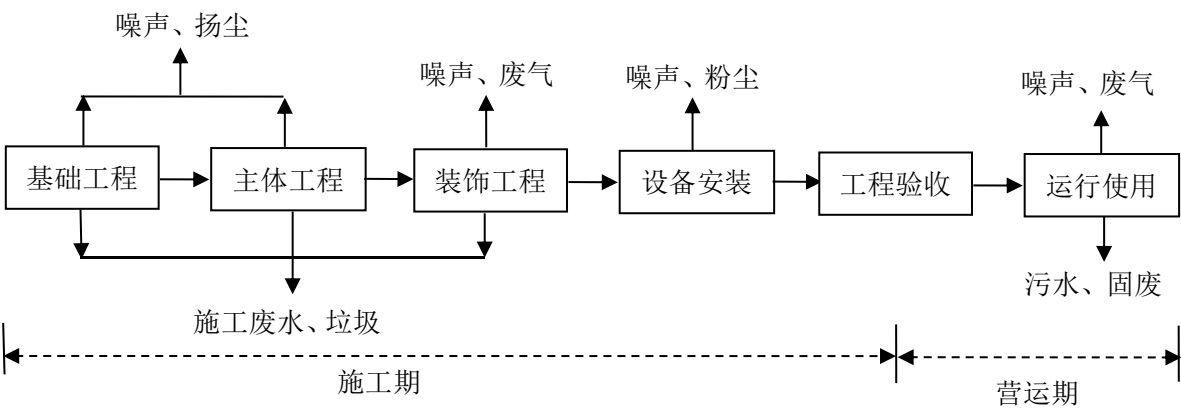 噪声、扬尘
噪声、废气
噪声、粉尘
噪声、废气
基础工程
主体工程
装饰工程
设备安装
工程验收
运行使用
污水、固废
施工废水、垃圾
施工期
营运期